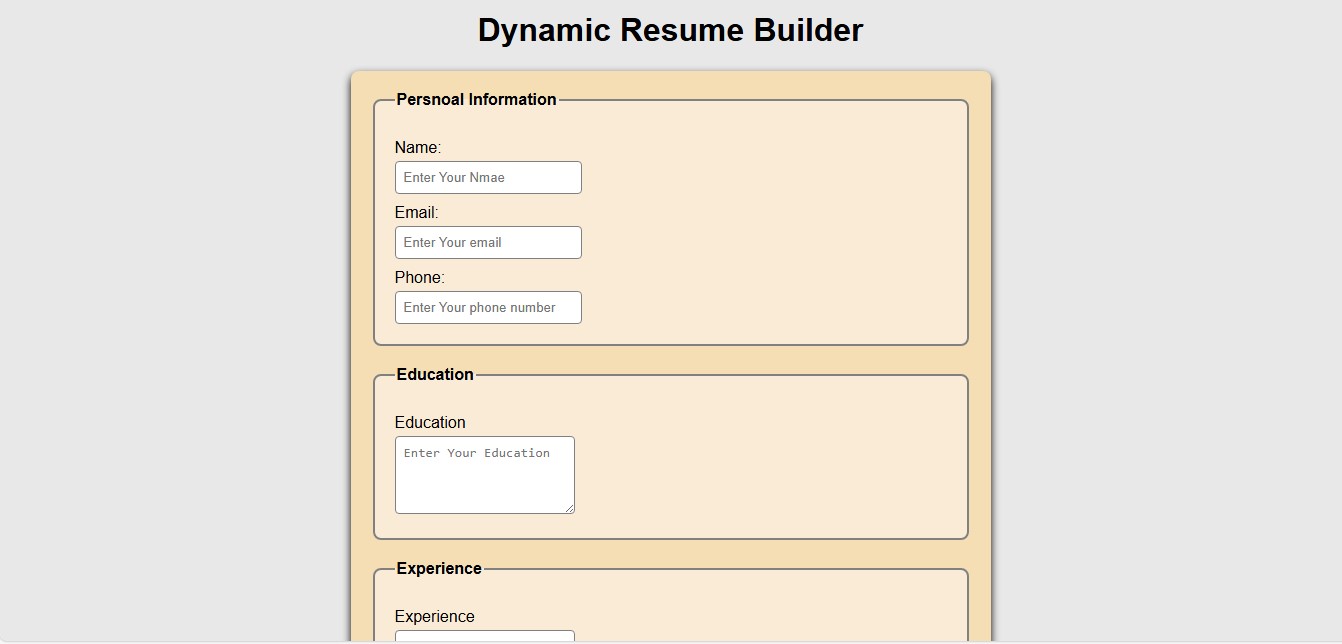 Dynamic Resume Builder
Persnoal Information
Name:
Enter Your Nmae
Email:
Enter Your email
Phone:
Enter Your phone number
Education
Education
Enter Your Education
Experience
Experience